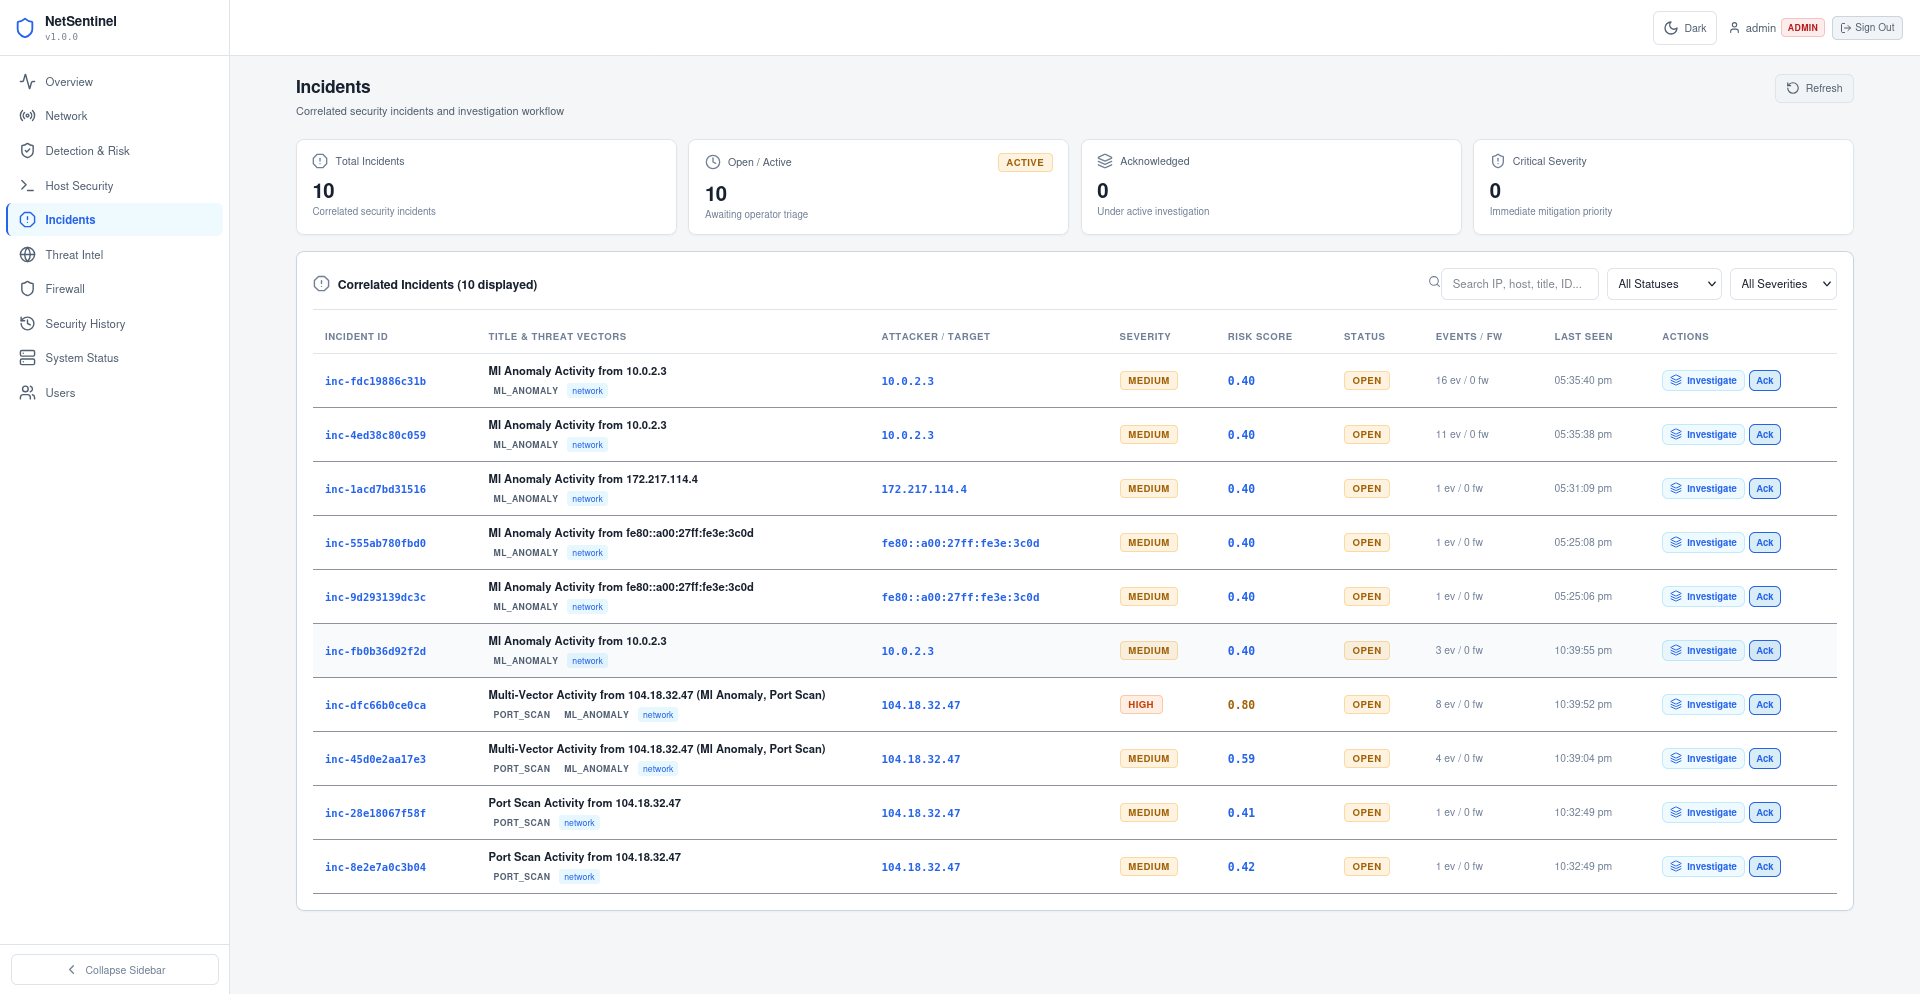 NetSentinel
v1.0.0
Dark
admin ADMIN
Sign Out
Overview
Network
Detection & Risk
Host Security
Incidents
Threat Intel
Firewall
Security History
System Status
Users
Collapse Sidebar
Incidents
Correlated security incidents and investigation workflow
Refresh
Total Incidents
10
Correlated security incidents
Open / Active ACTIVE
10
Awaiting operator triage
Acknowledged
0
Under active investigation
Critical Severity
0
Immediate mitigation priority
Correlated Incidents (10 displayed)
Search IP, host, title, ID...
All Statuses
All Severities
INCIDENT ID TITLE & THREAT VECTORS ATTACKER / TARGET SEVERITY RISK SCORE STATUS EVENTS / FW LAST SEEN ACTIONS
inc-fdc19886c31b Ml Anomaly Activity from 10.0.2.3 10.0.2.3 MEDIUM 0.40 OPEN 16 ev / 0 fw 05:35:40 pm Investigate Ack
ML_ANOMALY network
inc-4ed38c80c059 Ml Anomaly Activity from 10.0.2.3 10.0.2.3 MEDIUM 0.40 OPEN 11 ev / 0 fw 05:35:38 pm Investigate Ack
ML_ANOMALY network
inc-1acd7bd31516 Ml Anomaly Activity from 172.217.114.4 172.217.114.4 MEDIUM 0.40 OPEN 1 ev / 0 fw 05:31:09 pm Investigate Ack
ML_ANOMALY network
inc-555ab780fbd0 Ml Anomaly Activity from fe80::a00:27ff:fe3e:3c0d fe80::a00:27ff:fe3e:3c0d MEDIUM 0.40 OPEN 1 ev / 0 fw 05:25:08 pm Investigate Ack
ML_ANOMALY network
inc-9d293139dc3c Ml Anomaly Activity from fe80::a00:27ff:fe3e:3c0d fe80::a00:27ff:fe3e:3c0d MEDIUM 0.40 OPEN 1 ev / 0 fw 05:25:06 pm Investigate Ack
ML_ANOMALY network
inc-fb0b36d92f2d Ml Anomaly Activity from 10.0.2.3 10.0.2.3 MEDIUM 0.40 OPEN 3 ev / 0 fw 10:39:55 pm Investigate Ack
ML_ANOMALY network
inc-dfc66b0ce0ca Multi-Vector Activity from 104.18.32.47 (Ml Anomaly, Port Scan) 104.18.32.47 HIGH 0.80 OPEN 8 ev / 0 fw 10:39:52 pm Investigate Ack
PORT_SCAN ML_ANOMALY network
inc-45d0e2aa17e3 Multi-Vector Activity from 104.18.32.47 (Ml Anomaly, Port Scan) 104.18.32.47 MEDIUM 0.59 OPEN 4 ev / 0 fw 10:39:04 pm Investigate Ack
PORT_SCAN ML_ANOMALY network
inc-28e18067f58f Port Scan Activity from 104.18.32.47 104.18.32.47 MEDIUM 0.41 OPEN 1 ev / 0 fw 10:32:49 pm Investigate Ack
PORT_SCAN network
inc-8e2e7a0c3b04 Port Scan Activity from 104.18.32.47 104.18.32.47 MEDIUM 0.42 OPEN 1 ev / 0 fw 10:32:49 pm Investigate Ack
PORT_SCAN network